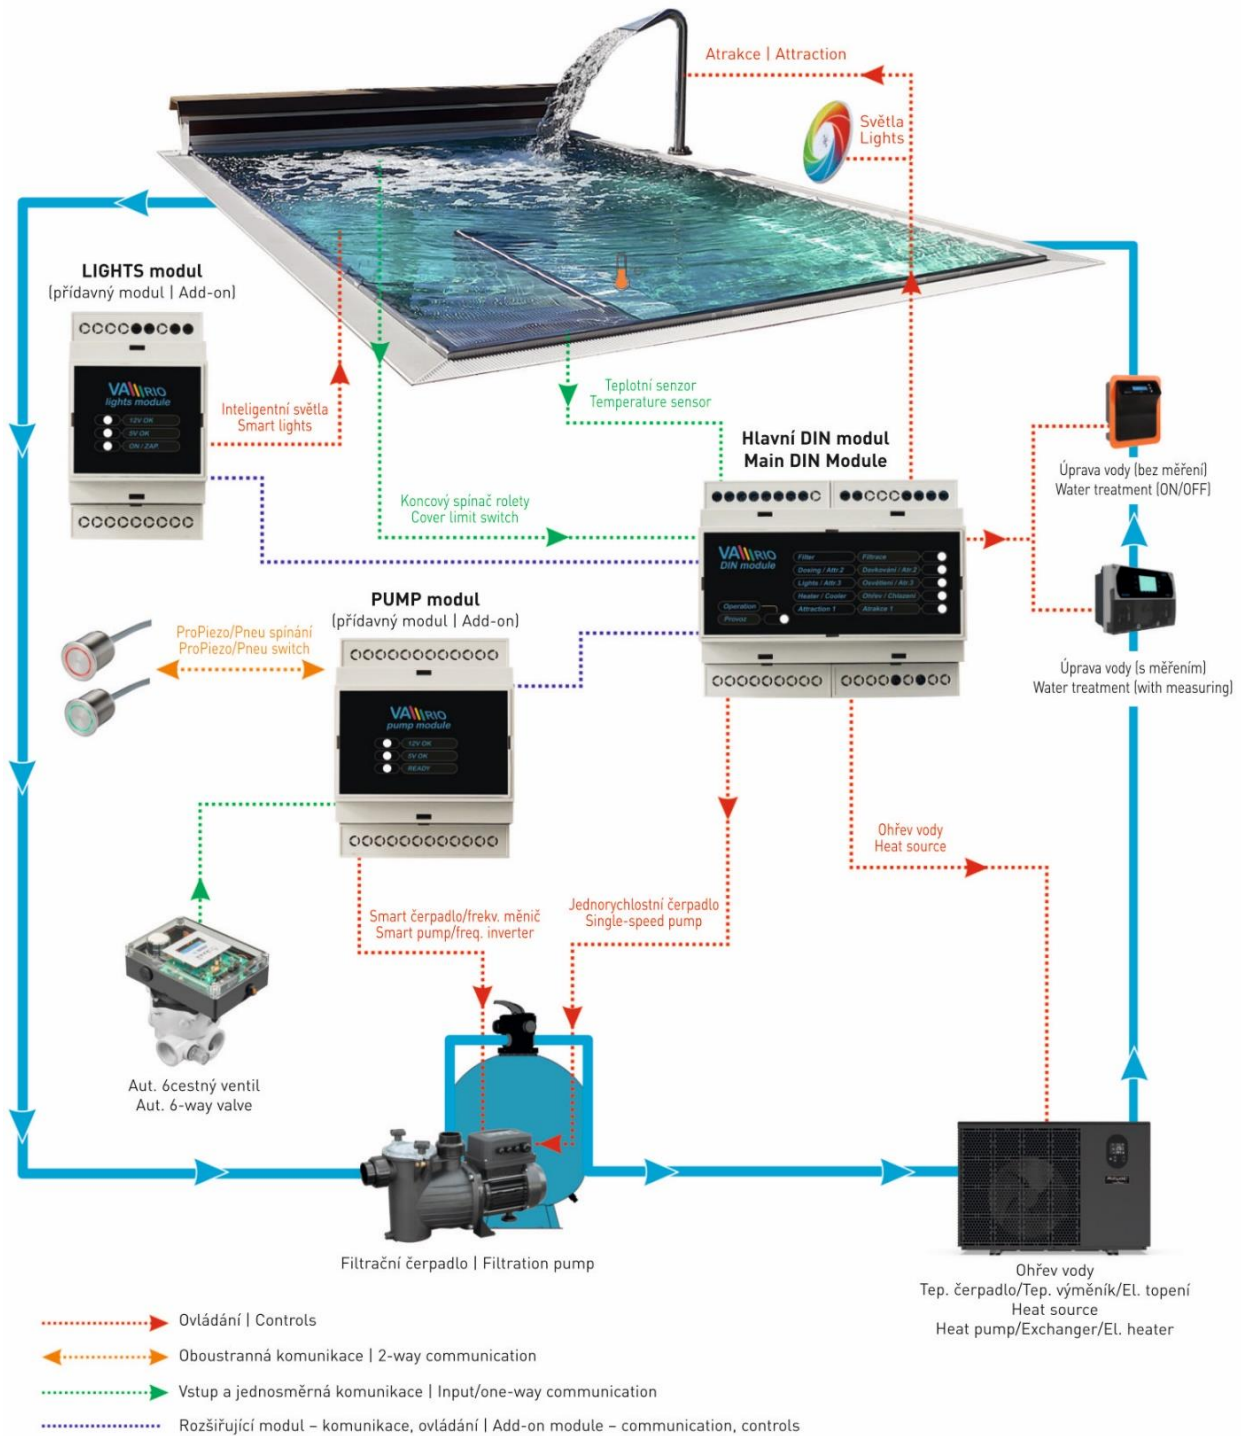 Atrakce | Attraction
Světla
Lights
LIGHTS modul
(přídavný modul | Add-on)
VARIO
lights module
12V OK
5V OK
ON / ZAP.
Inteligentní světla
Smart lights
Teplotní senzor
Temperature sensor
Koncový spínač rolety
Cover limit switch
Hlavní DIN modul
Main DIN Module
VARIO
DIN module
Filter Filtrace
Dosing / Attr.2 Dávkování / Atr.2
Lights / Attr.3 Osvětlení / Atr.3
Heater / Cooler Ohřev / Chlazení
Attraction 1 Atrakce 1
Operation
Provoz
Úprava vody (bez měření)
Water treatment (ON/OFF)
Úprava vody (s měřením)
Water treatment (with measuring)
PUMP modul
(přídavný modul | Add-on)
VARIO
pump module
12V OK
5V OK
READY
ProPiezo/Pneu spínání
ProPiezo/Pneu switch
Ohřev vody
Heat source
Smart čerpadlo/frekv. měnič
Smart pump/freq. inverter
Jednorychlostní čerpadlo
Single-speed pump
Aut. 6cestný ventil
Aut. 6-way valve
Filtrační čerpadlo | Filtration pump
Ohřev vody
Tep. čerpadlo/Tep. výměník/El. topení
Heat source
Heat pump/Exchanger/El. heater
Ovládání | Controls
Oboustranná komunikace | 2-way communication
Vstup a jednosměrná komunikace | Input/one-way communication
Rozšiřující modul – komunikace, ovládání | Add-on module – communication, controls